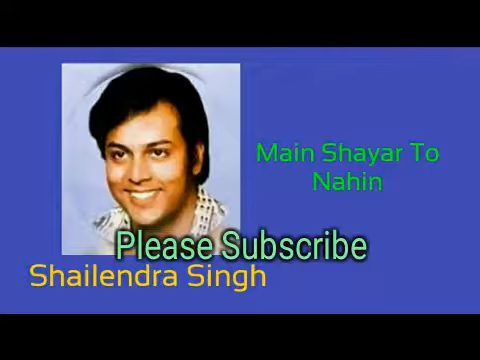 Main Shayar To
Nahin
Please Subscribe
Shailendra Singh